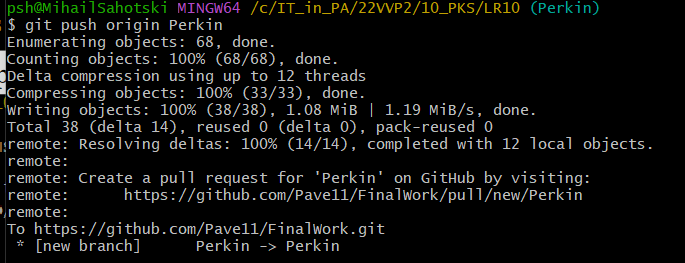 psh@MihailSahotski MINGW64 /c/IT_in_PA/22VVP2/10_PKS/LR10 (Perkin)
$ git push origin Perkin
Enumerating objects: 68, done.
Counting objects: 100% (68/68), done.
Delta compression using up to 12 threads
Compressing objects: 100% (33/33), done.
Writing objects: 100% (38/38), 1.08 MiB | 1.19 MiB/s, done.
Total 38 (delta 14), reused 0 (delta 0), pack-reused 0
remote: Resolving deltas: 100% (14/14), completed with 12 local objects.
remote:
remote: Create a pull request for 'Perkin' on GitHub by visiting:
remote:      https://github.com/Pave11/FinalWork/pull/new/Perkin
remote:
To https://github.com/Pave11/FinalWork.git
 * [new branch]      Perkin -> Perkin